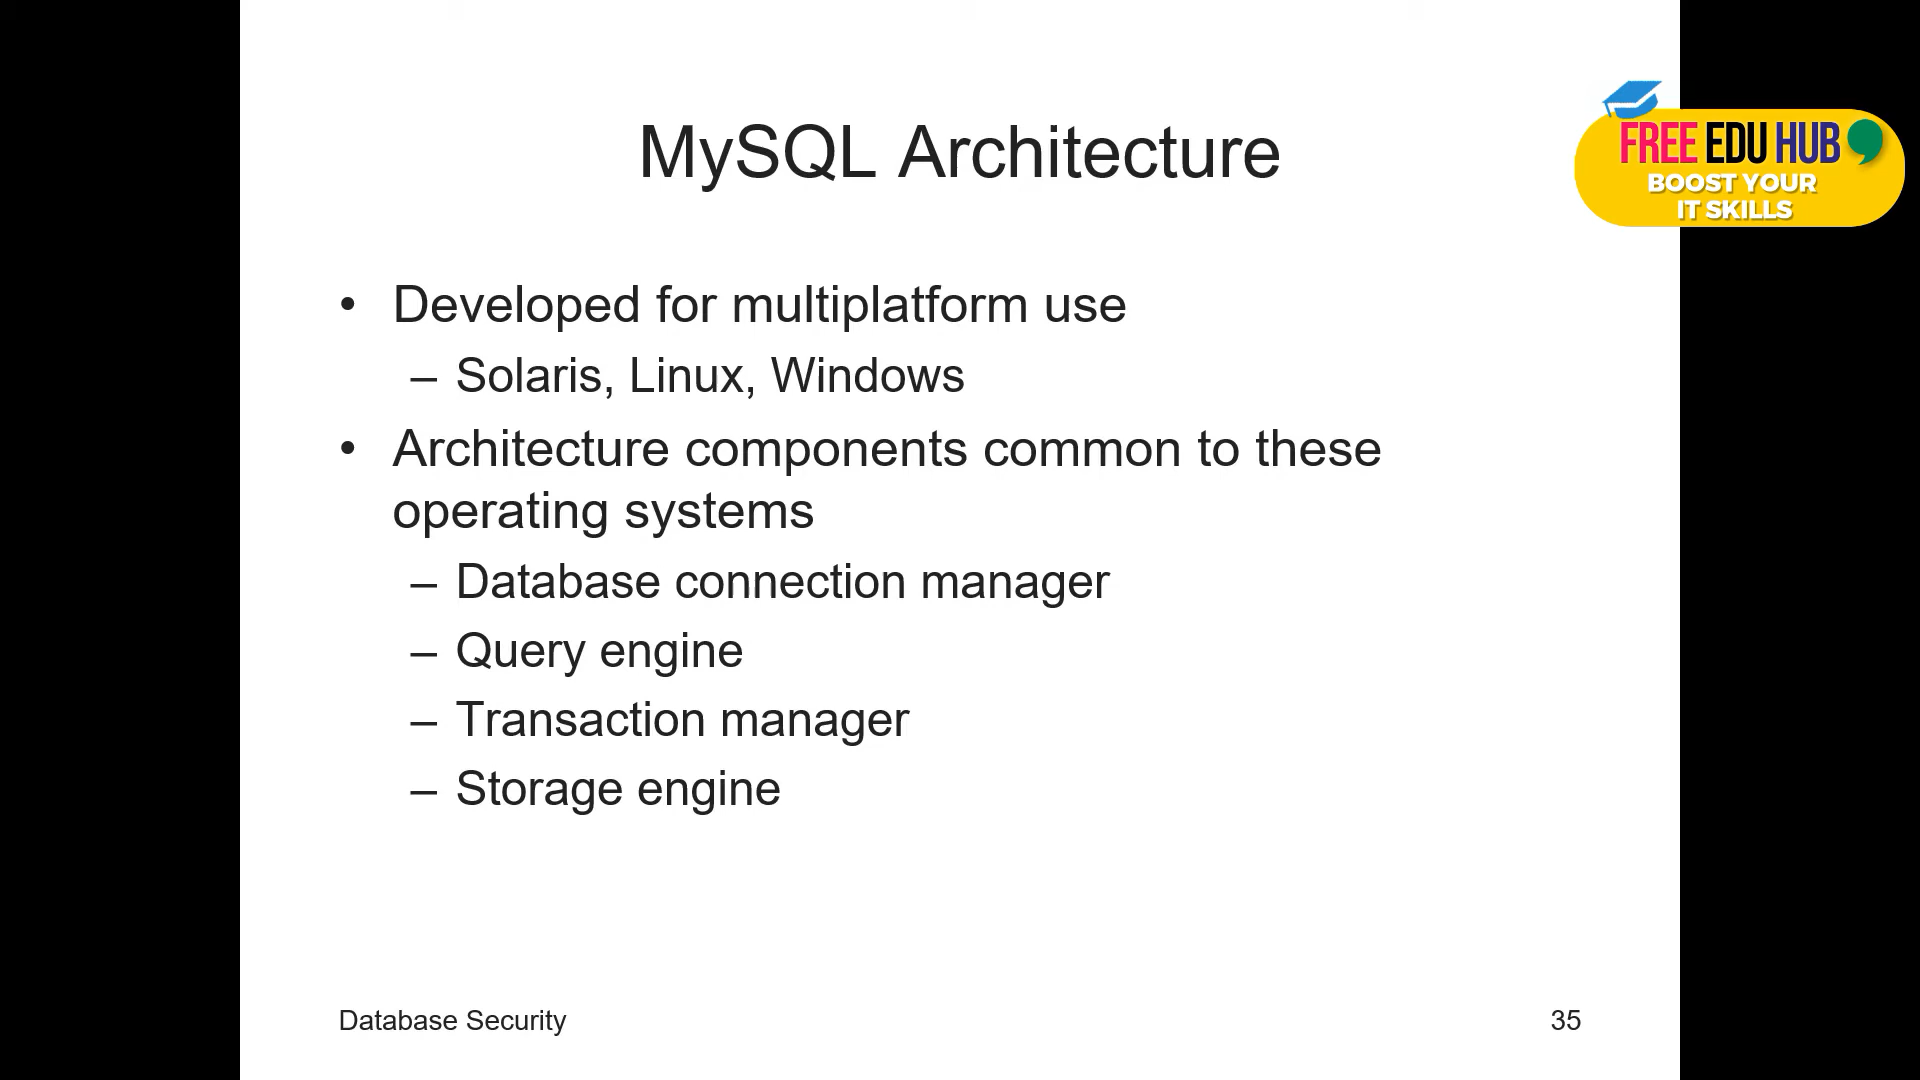 MySQL Architecture
FREE EDU HUB
BOOST YOUR
IT SKILLS
• Developed for multiplatform use
– Solaris, Linux, Windows
• Architecture components common to these
operating systems
– Database connection manager
– Query engine
– Transaction manager
– Storage engine
Database Security
35